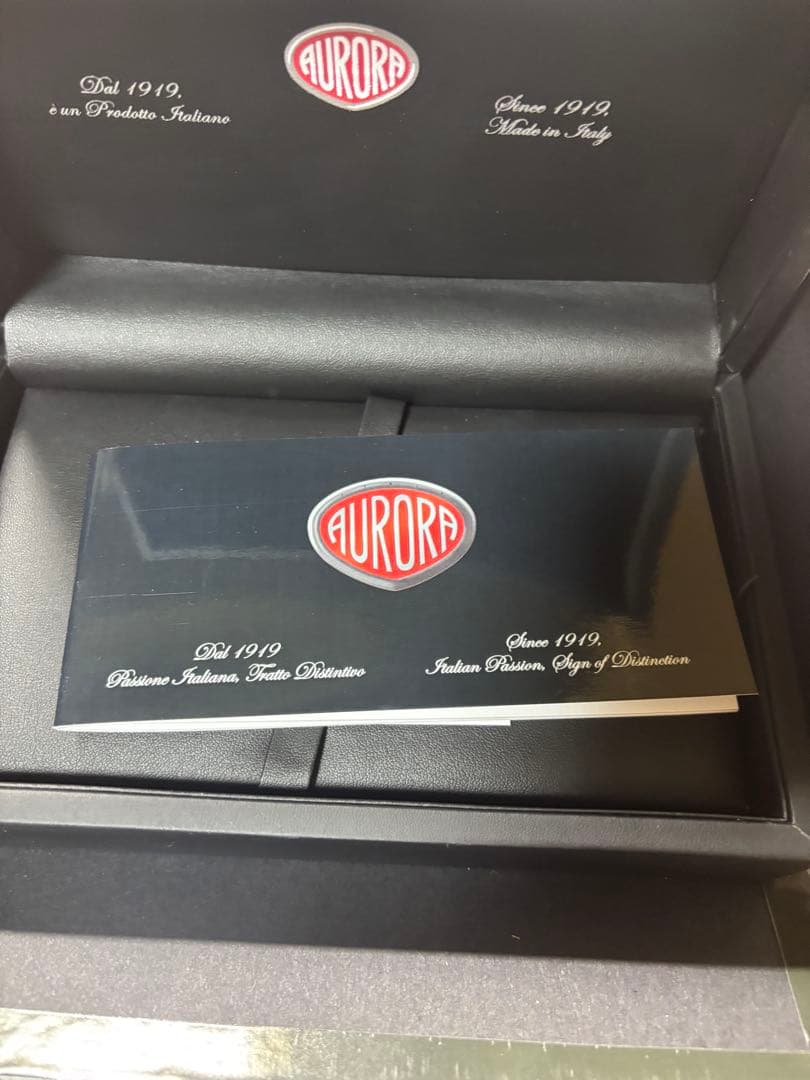 AURORA
Dal 1919,
è un Prodotto Italiano
Since 1919,
Made in Italy
AURORA
Dal 1919
Passione Italiana, Tratto Distintivo
Since 1919,
Italian Passion, Sign of Distinction